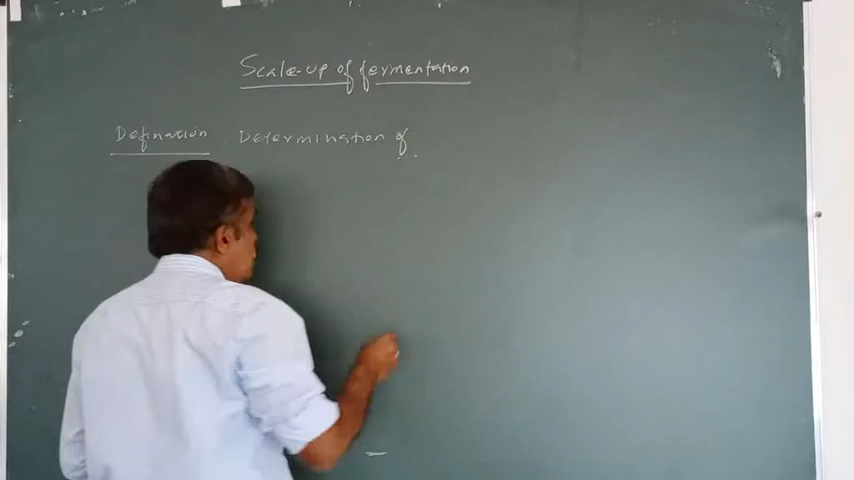 Scale-up of fermentation
Defination Determination of